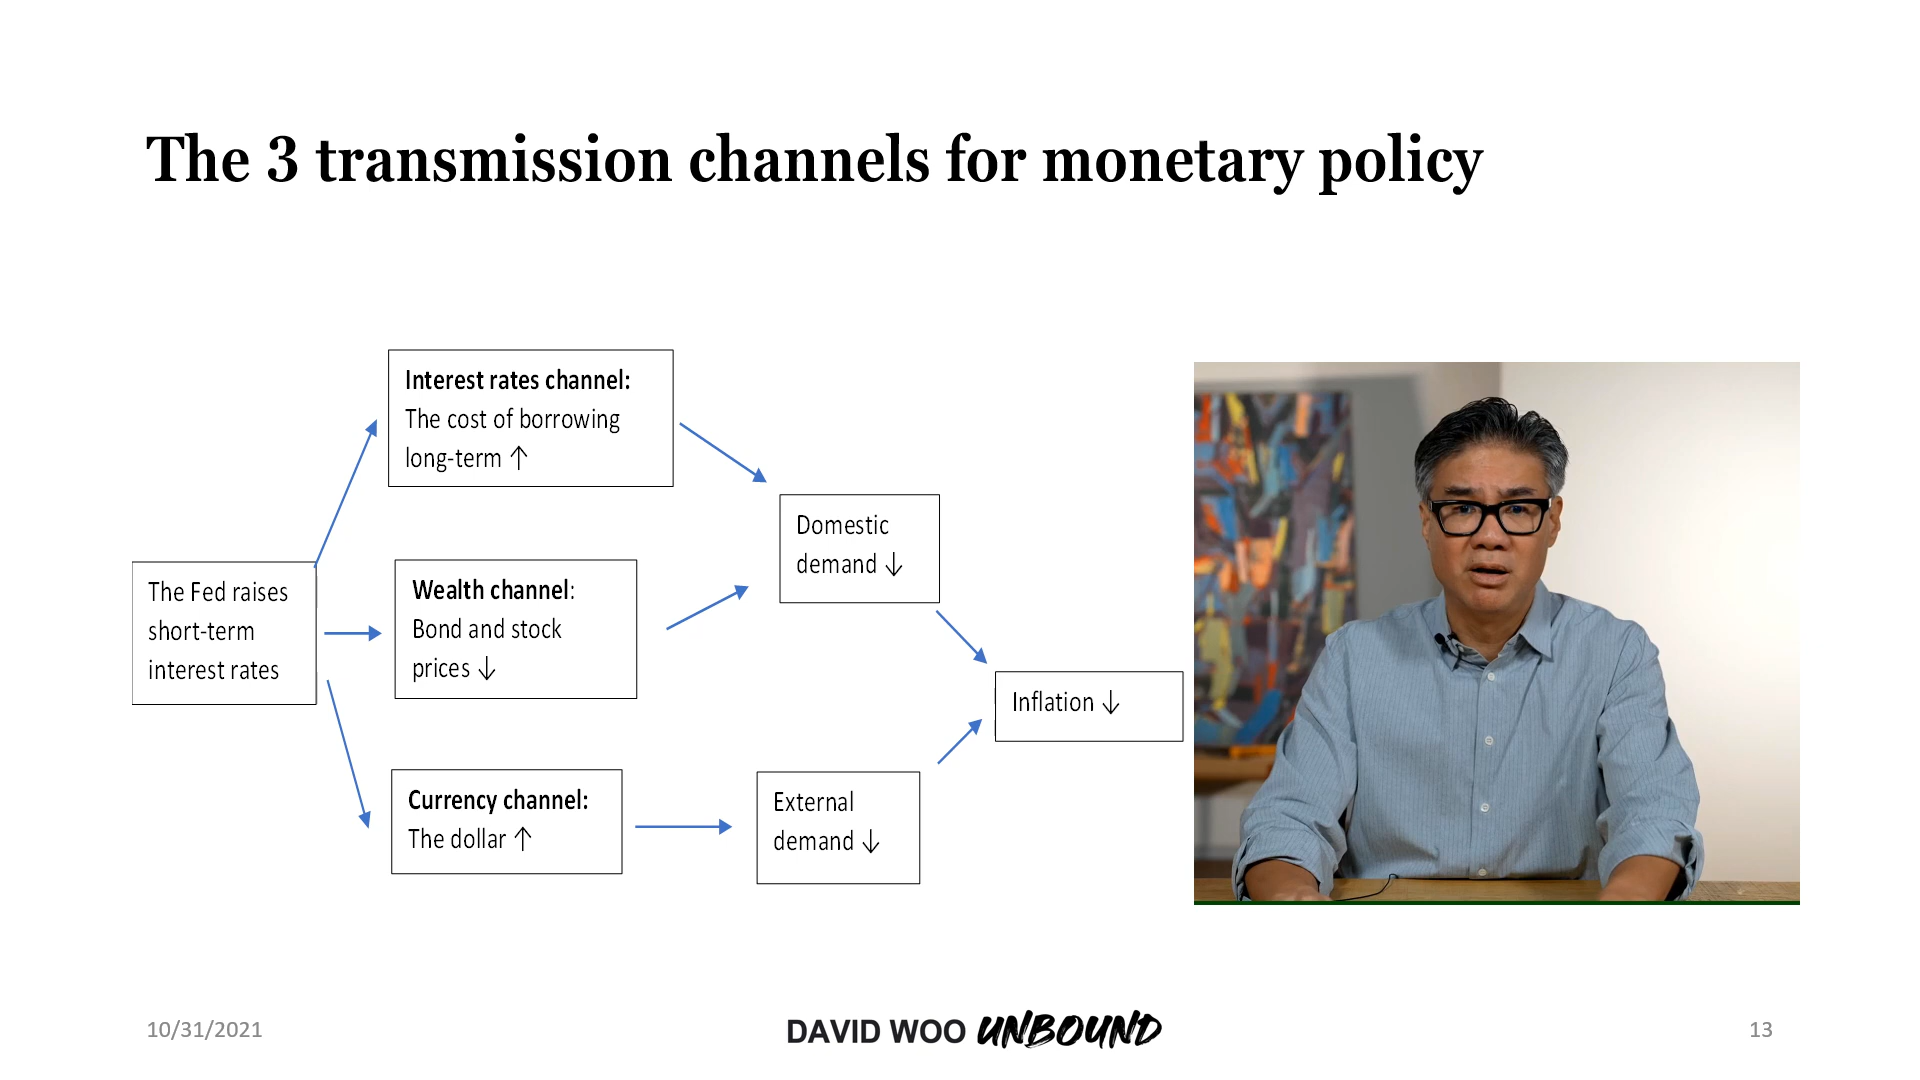 The 3 transmission channels for monetary policy
Interest rates channel:
The cost of borrowing
long-term ↑
The Fed raises
short-term
interest rates
Wealth channel:
Bond and stock
prices ↓
Currency channel:
The dollar ↑
Domestic
demand ↓
External
demand ↓
Inflation ↓
10/31/2021
DAVID WOO UNBOUND
13